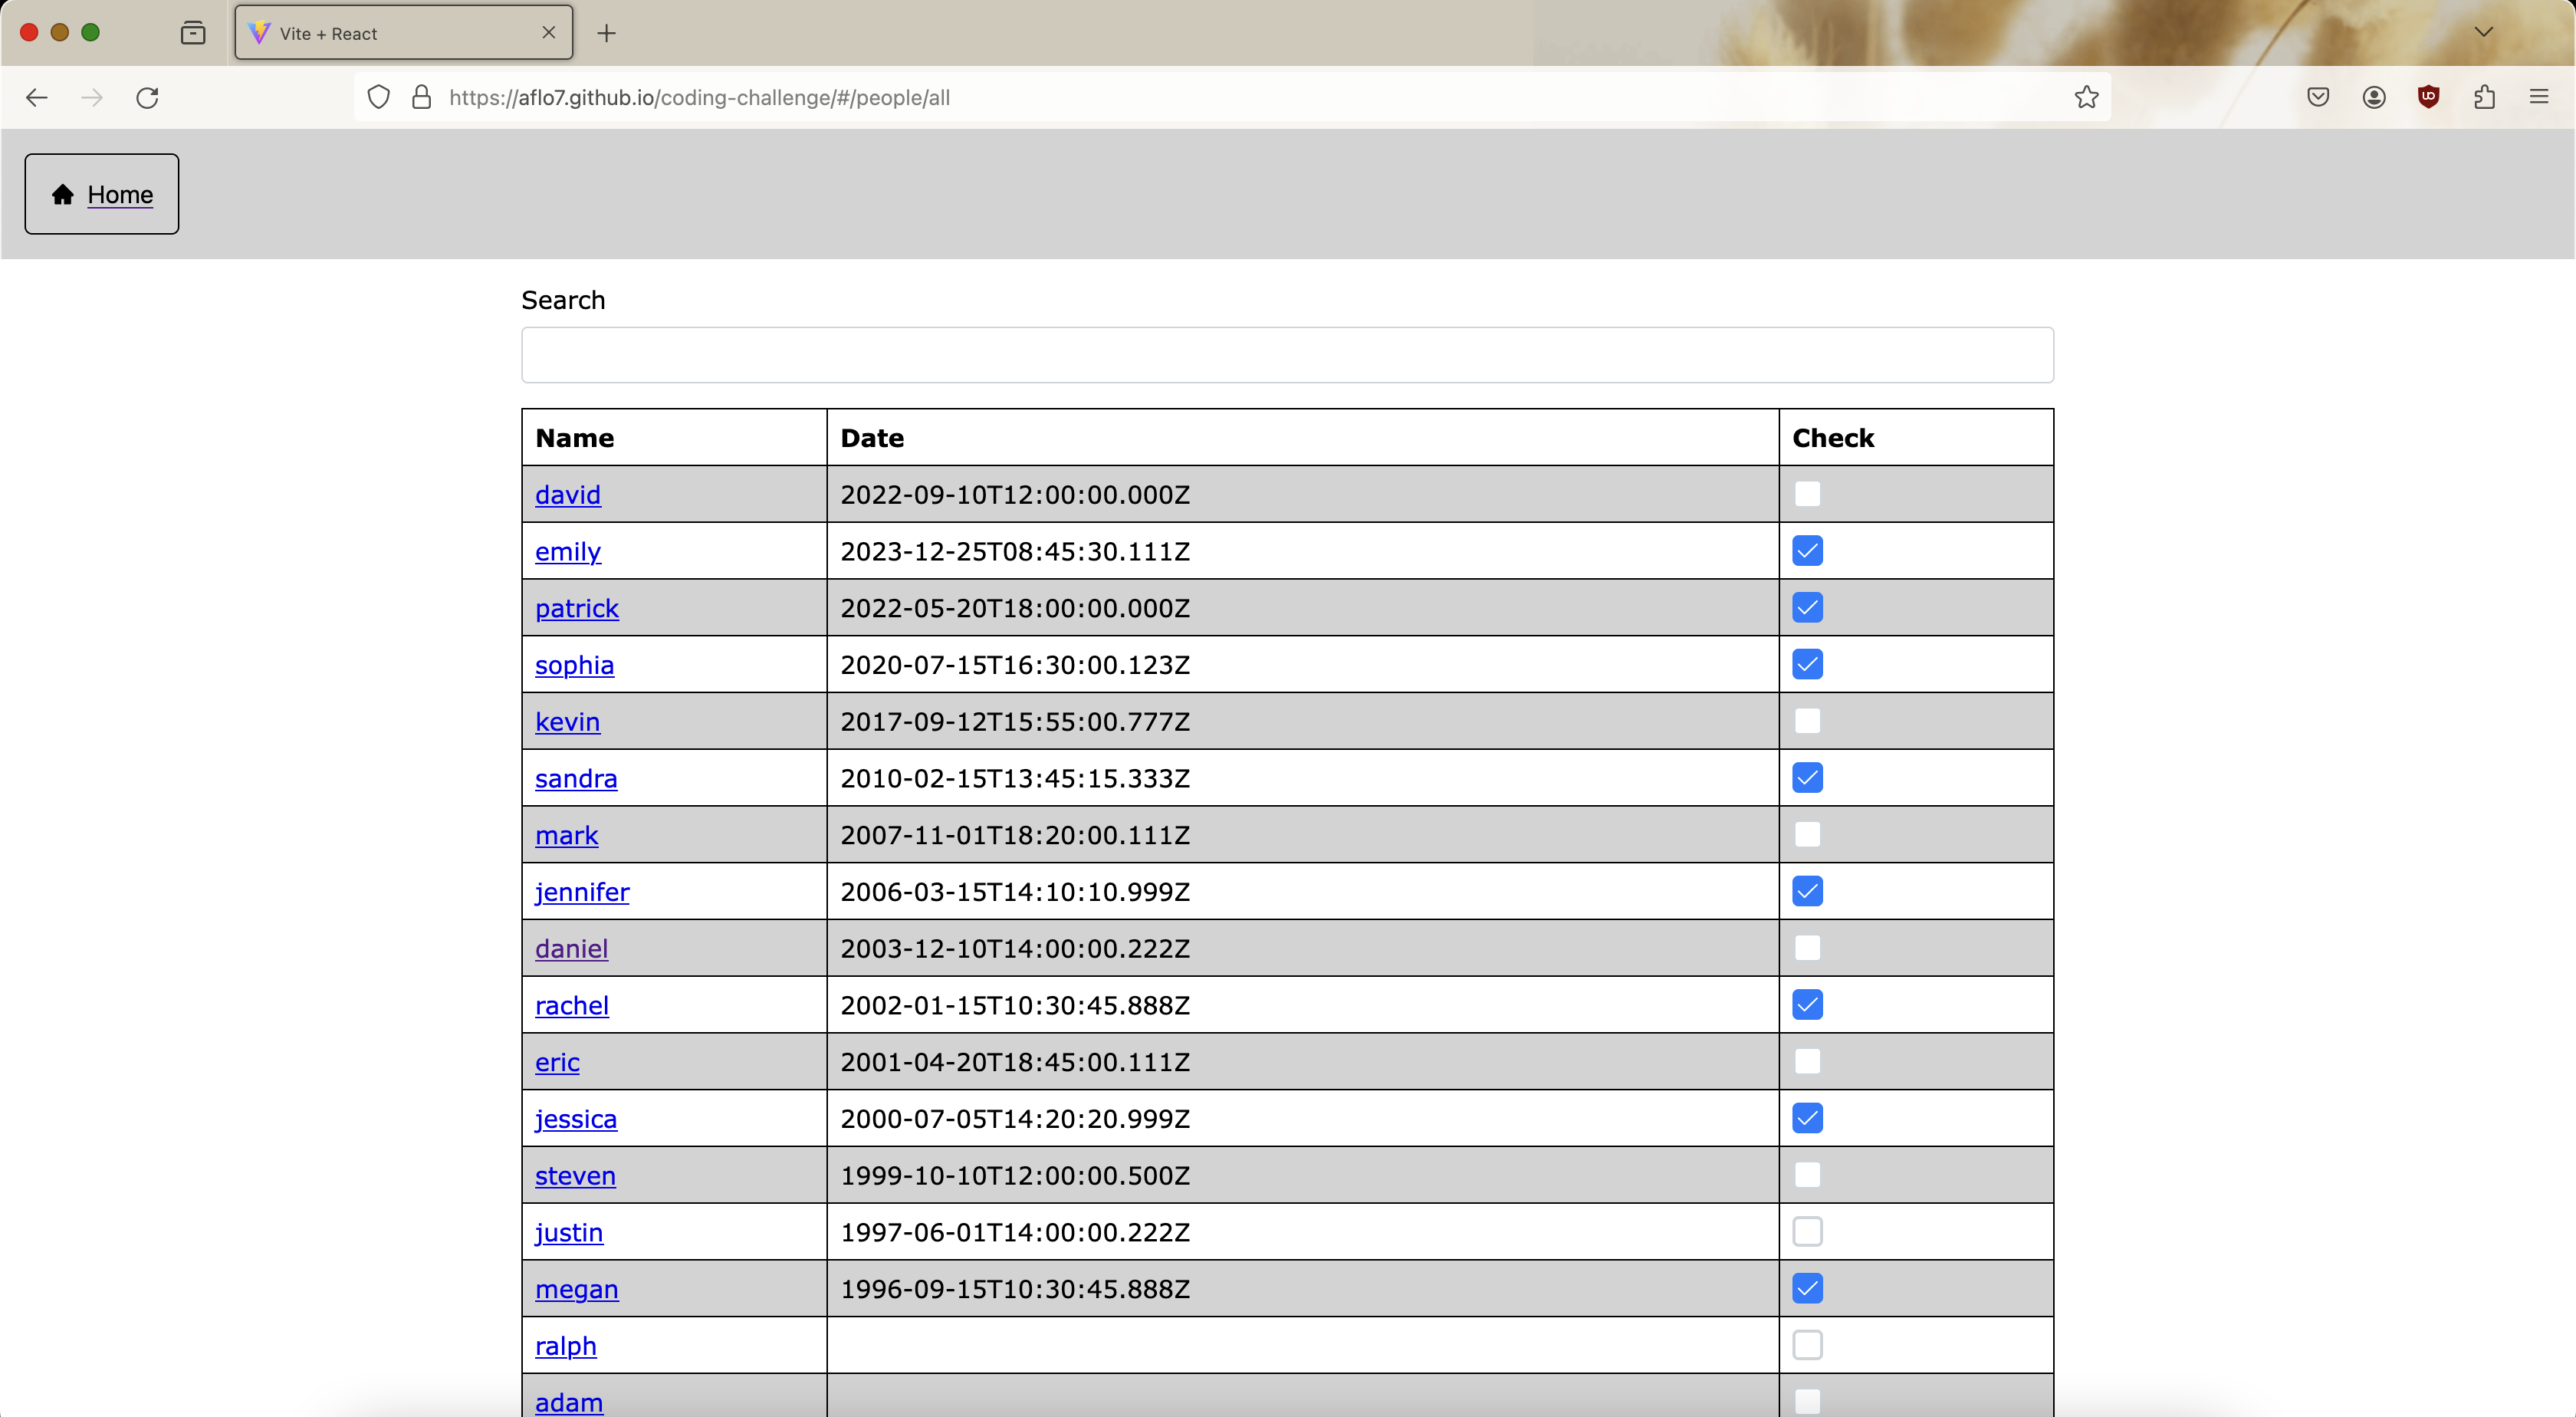 Vite + React
https://aflo7.github.io/coding-challenge/#/people/all
Home
Search
Name Date Check
david 2022-09-10T12:00:00.000Z
emily 2023-12-25T08:45:30.111Z
patrick 2022-05-20T18:00:00.000Z
sophia 2020-07-15T16:30:00.123Z
kevin 2017-09-12T15:55:00.777Z
sandra 2010-02-15T13:45:15.333Z
mark 2007-11-01T18:20:00.111Z
jennifer 2006-03-15T14:10:10.999Z
daniel 2003-12-10T14:00:00.222Z
rachel 2002-01-15T10:30:45.888Z
eric 2001-04-20T18:45:00.111Z
jessica 2000-07-05T14:20:20.999Z
steven 1999-10-10T12:00:00.500Z
justin 1997-06-01T14:00:00.222Z
megan 1996-09-15T10:30:45.888Z
ralph
adam